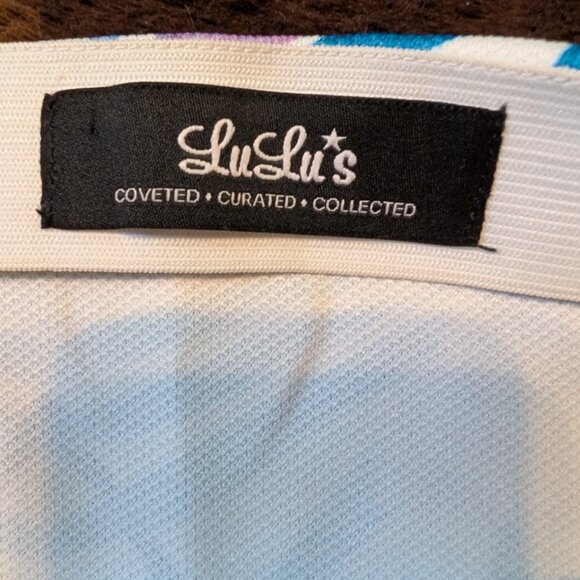 LuLu's
COVETED • CURATED • COLLECTED